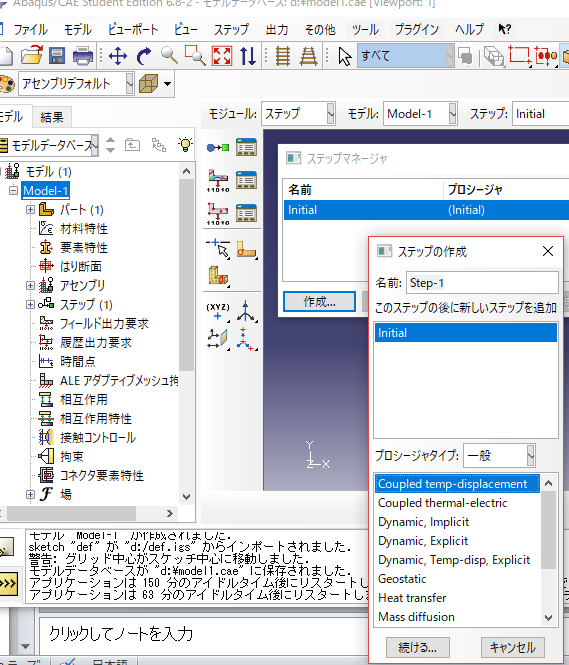 Abaqus/CAE Student Edition 6.8-2 - モデルデータベース: d:¥model1.cae [Viewport: 1]
ファイル モデル ビューポート ビュー ステップ 出力 その他 ツール プラグイン ヘルプ
すべて
アセンブリデフォルト
結果
モジュール: ステップ モデル: Model-1 ステップ: Initial
モデルデータベース
モデル (1)
Model-1
パート (1)
材料特性
要素特性
はり断面
アセンブリ
ステップ (1)
フィールド出力要求
履歴出力要求
時間点
ALE アダプティブメッシュ拘
相互作用
相互作用特性
接触コントロール
拘束
コネクタ要素特性
場
11010
11010
(XYZ)
Y
Z X
ステップマネージャ
名前 プロシージャ
Initial (Initial)
作成...
ステップの作成
名前: Step-1
このステップの後に新しいステップを追加
Initial
プロシージャタイプ: 一般
Coupled temp-displacement
Coupled thermal-electric
Dynamic, Implicit
Dynamic, Explicit
Dynamic, Temp-disp, Explicit
Geostatic
Heat transfer
Mass diffusion
続ける... キャンセル
モデル "Model-1" が作成されました.
sketch "def" が "d:/def.igs" からインポートされました.
警告: グリッド中心がスケッチ中心に移動しました.
モデルデータベースが "d:¥model1.cae" に保存されました.
アプリケーションは 150 分のアイドルタイム後にリスタートし
アプリケーションは 63 分のアイドルタイム後にリスタートしま
クリックしてノートを入力
日本語